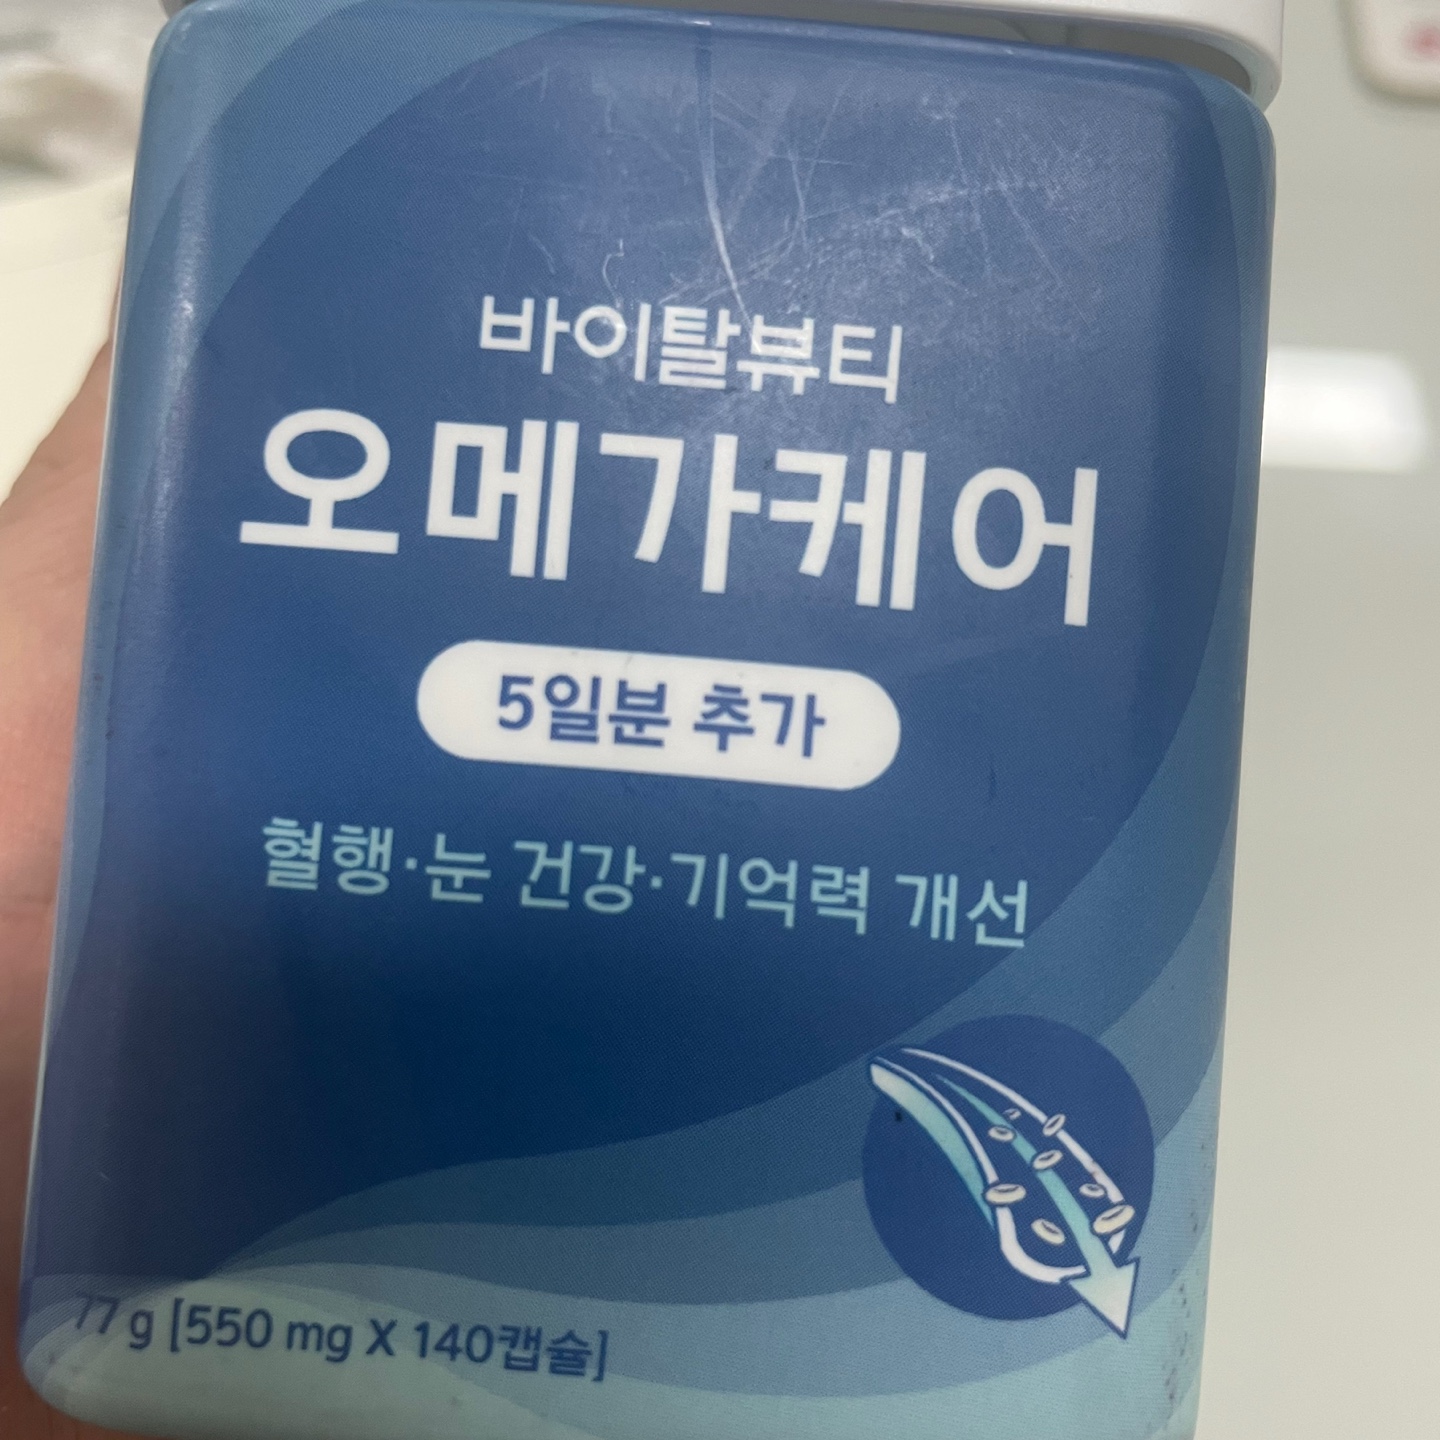 바이탈뷰티
오메가케어
5일분 추가
혈행·눈 건강·기억력 개선
77 g [550 mg X 140캡슐]